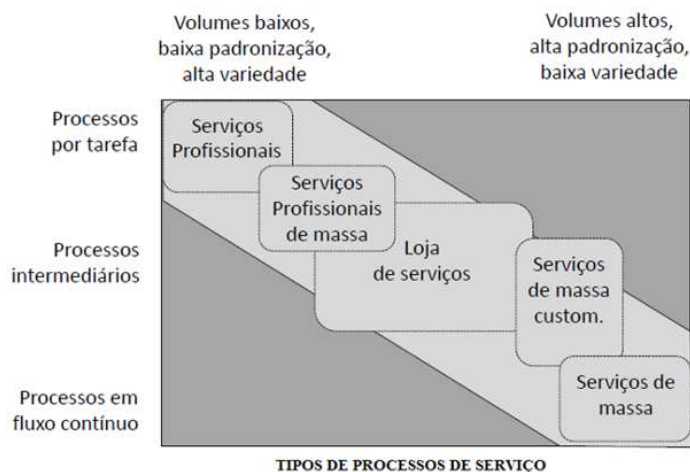 Volumes baixos,
baixa padronização,
alta variedade
Volumes altos,
alta padronização,
baixa variedade
Processos
por tarefa
Serviços
Profissionais
Serviços
Profissionais
de massa
Processos
intermediários
Loja
de serviços
Serviços
de massa
custom.
Processos em
fluxo contínuo
Serviços de
massa
TIPOS DE PROCESSOS DE SERVIÇO